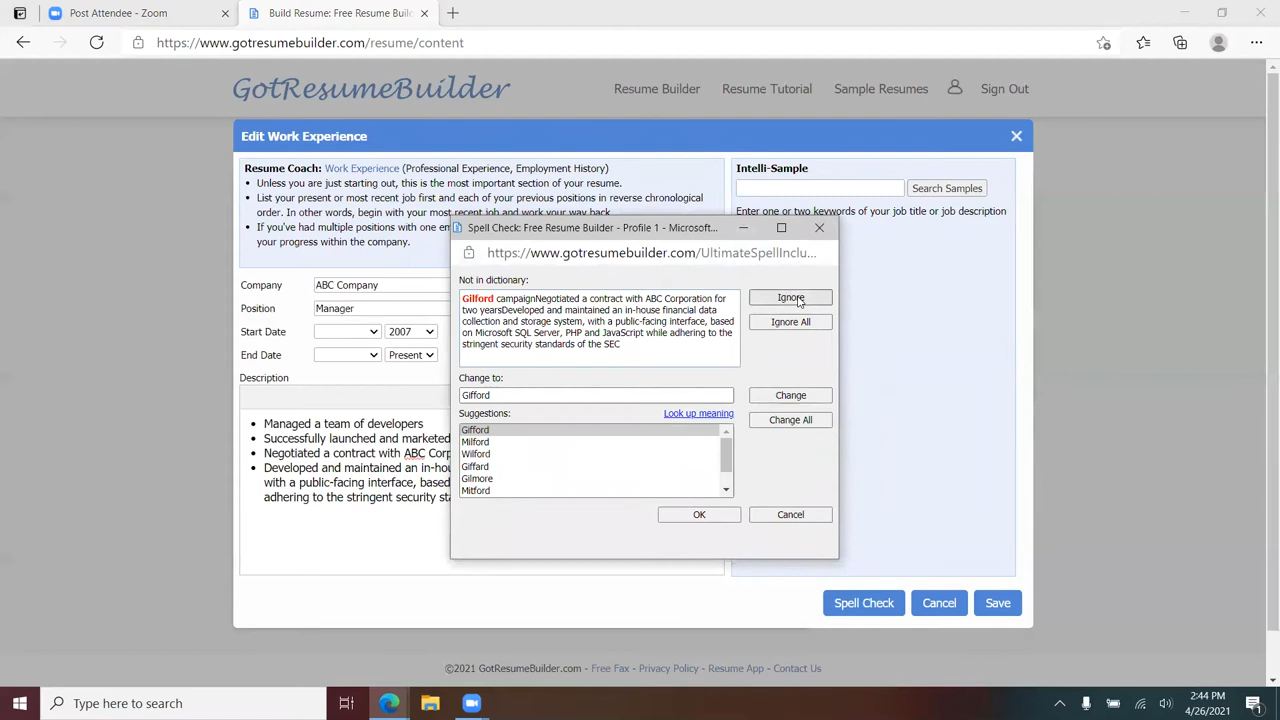 Post Attendee - Zoom
Build Resume: Free Resume Buil
https://www.gotresumebuilder.com/resume/content
GotResumeBuilder
Resume Builder
Resume Tutorial
Sample Resumes
Sign Out
Edit Work Experience
Resume Coach: Work Experience (Professional Experience, Employment History)
Unless you are just starting out, this is the most important section of your resume.
List your present or most recent job first and each of your previous positions in reverse chronological
order. In other words, begin with your most recent job and work your way back.
If you've had multiple positions with one em
your progress within the company.
Intelli-Sample
Search Samples
Enter one or two keywords of your job title or job description
Company
ABC Company
Position
Manager
Start Date
2007
End Date
Present
Description
Managed a team of developers
Successfully launched and marketed
Negotiated a contract with ABC Corp
Developed and maintained an in-hou
with a public-facing interface, based
adhering to the stringent security sta
Spell Check: Free Resume Builder - Profile 1 - Microsoft...
https://www.gotresumebuilder.com/UltimateSpellInclu...
Not in dictionary:
Gilford campaignNegotiated a contract with ABC Corporation for
two yearsDeveloped and maintained an in-house financial data
collection and storage system, with a public-facing interface, based
on Microsoft SQL Server, PHP and JavaScript while adhering to the
stringent security standards of the SEC
Ignore
Ignore All
Change to:
Gifford
Change
Suggestions:
Look up meaning
Change All
Gifford
Milford
Wilford
Giffard
Gilmore
Mitford
OK
Cancel
Spell Check
Cancel
Save
©2021 GotResumeBuilder.com - Free Fax - Privacy Policy - Resume App - Contact Us
Type here to search
2:44 PM
4/26/2021
1